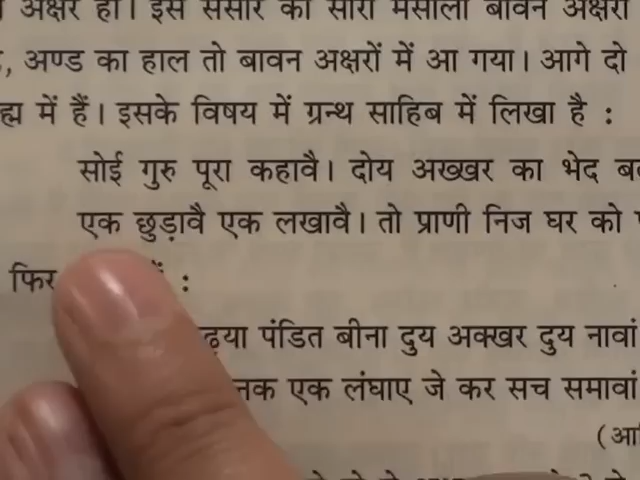 अक्षर ही। इस संसार का सारा मसाला बावन अक्षरों
, अण्ड का हाल तो बावन अक्षरों में आ गया। आगे दो
में हैं। इसके विषय में ग्रन्थ साहिब में लिखा है :
सोई गुरु पूरा कहावै। दोय अख्खर का भेद
एक छुड़ावै एक लखावै। तो प्राणी निज घर को
फिर :
पंडित बीना दुय अक्खर दुय नावां
एक लंघाए जे कर सच समावां
(आ